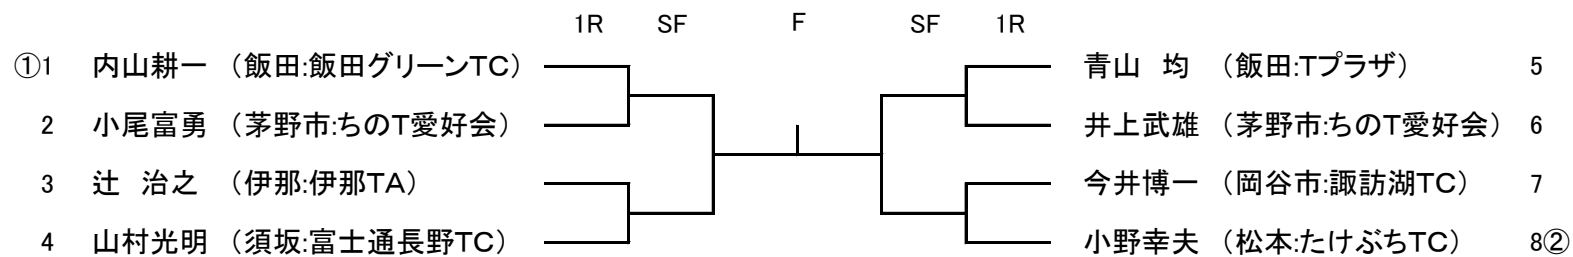 1R SF F SF 1R
①1 内山耕一 （飯田:飯田グリーンTC） 青山　均 （飯田:Tプラザ） 5
2 小尾富勇 （茅野市:ちのT愛好会） 井上武雄 （茅野市:ちのT愛好会） 6
3 辻　治之 （伊那:伊那TA） 今井博一 （岡谷市:諏訪湖TC） 7
4 山村光明 （須坂:富士通長野TC） 小野幸夫 （松本:たけぶちTC） 8②